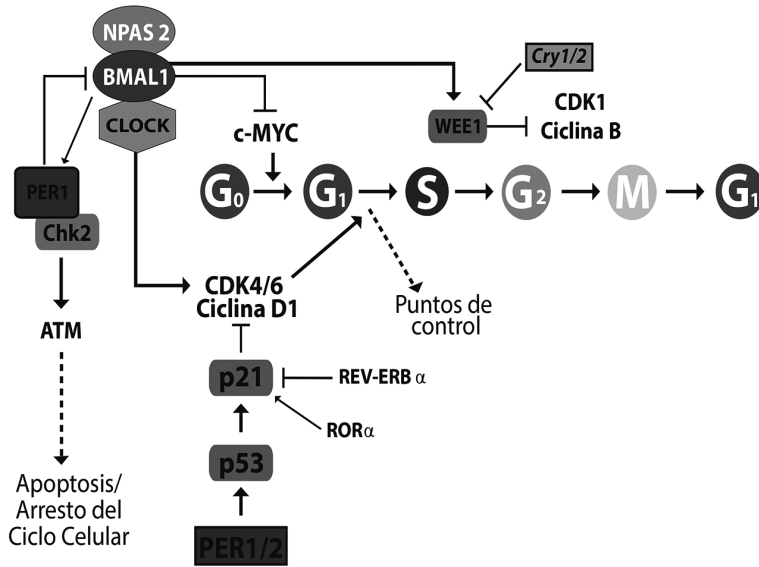 NPAS 2
BMAL1
CLOCK
Cry1/2
WEE1
CDK1
Ciclina B
c-MYC
PER1
Chk2
G0
G1
S
G2
M
G1
CDK4/6
Ciclina D1
Puntos de
control
ATM
p21
REV-ERB α
RORα
p53
Apoptosis/
Arresto del
Ciclo Celular
PER1/2